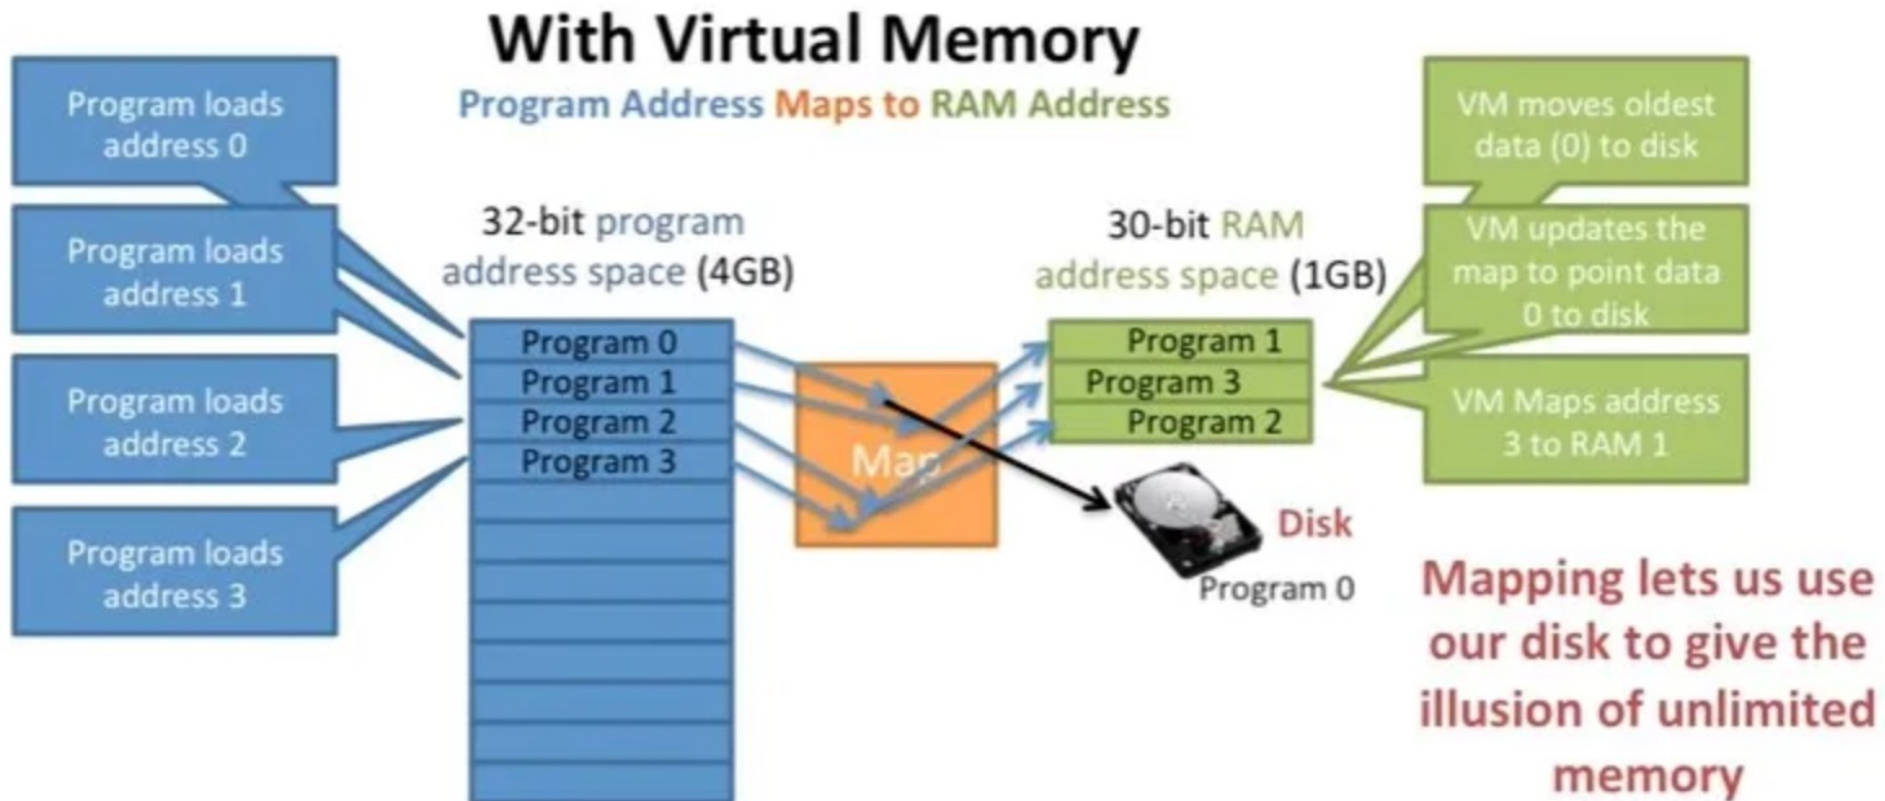 With Virtual Memory
Program Address Maps to RAM Address
Program loads
address 0
Program loads
address 1
Program loads
address 2
Program loads
address 3
32-bit program
address space (4GB)
Program 0
Program 1
Program 2
Program 3
Map
30-bit RAM
address space (1GB)
Program 1
Program 3
Program 2
Disk
Program 0
VM moves oldest
data (0) to disk
VM updates the
map to point data
0 to disk
VM Maps address
3 to RAM 1
Mapping lets us use
our disk to give the
illusion of unlimited
memory